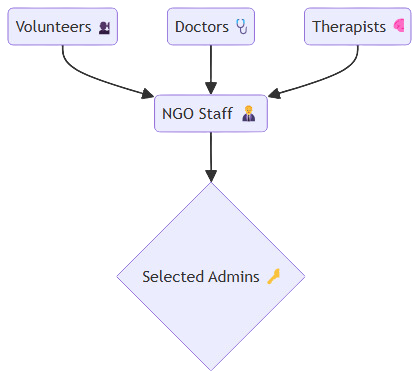 Volunteers
Doctors 🩺
Therapists 🧠
NGO Staff
Selected Admins 🔑